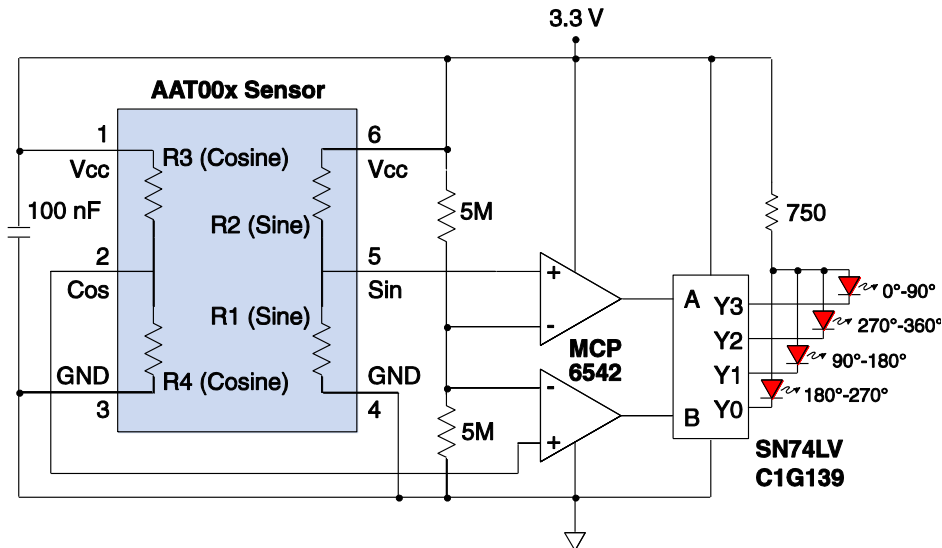 3.3 V
AAT00x Sensor
1
6
R3 (Cosine)
Vcc
Vcc
100 nF
5M
750
R2 (Sine)
2
5
Cos
Sin
+
A
Y3
0°-90°
R1 (Sine)
-
Y2
270°-360°
MCP
6542
Y1
90°-180°
GND
R4 (Cosine)
GND
-
Y0
180°-270°
3
4
5M
+
B
SN74LV
C1G139